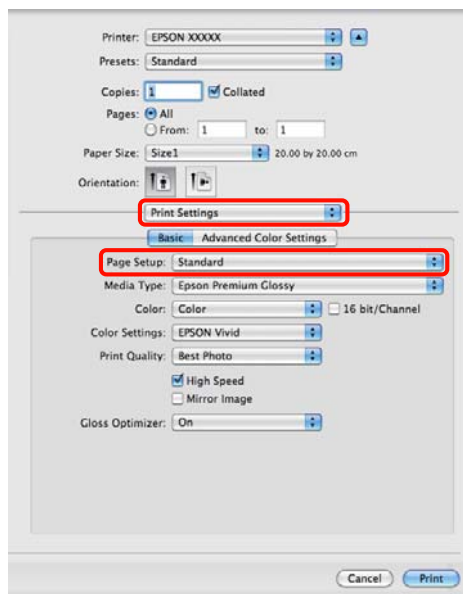 Printer: EPSON XXXXX
Presets: Standard
Copies: 1 Collated
Pages: All
From: 1 to: 1
Paper Size: Size1 20.00 by 20.00 cm
Orientation:
Print Settings
Basic Advanced Color Settings
Page Setup: Standard
Media Type: Epson Premium Glossy
Color: Color 16 bit/Channel
Color Settings: EPSON Vivid
Print Quality: Best Photo
High Speed
Mirror Image
Gloss Optimizer: On
Cancel Print